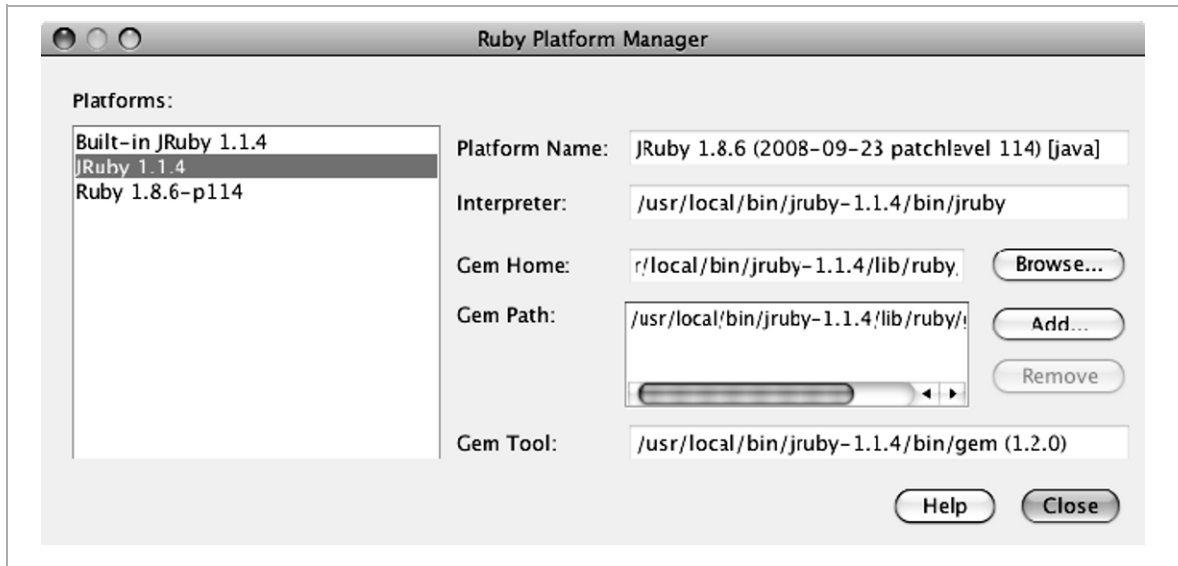 Ruby Platform Manager
Platforms:
Built-in JRuby 1.1.4
JRuby 1.1.4
Ruby 1.8.6-p114
Platform Name: JRuby 1.8.6 (2008-09-23 patchlevel 114) [java]
Interpreter: /usr/local/bin/jruby-1.1.4/bin/jruby
Gem Home: r/local/bin/jruby-1.1.4/lib/ruby, Browse...
Gem Path: /usr/local/bin/jruby-1.1.4/lib/ruby/g Add...
Remove
Gem Tool: /usr/local/bin/jruby-1.1.4/bin/gem (1.2.0)
Help Close